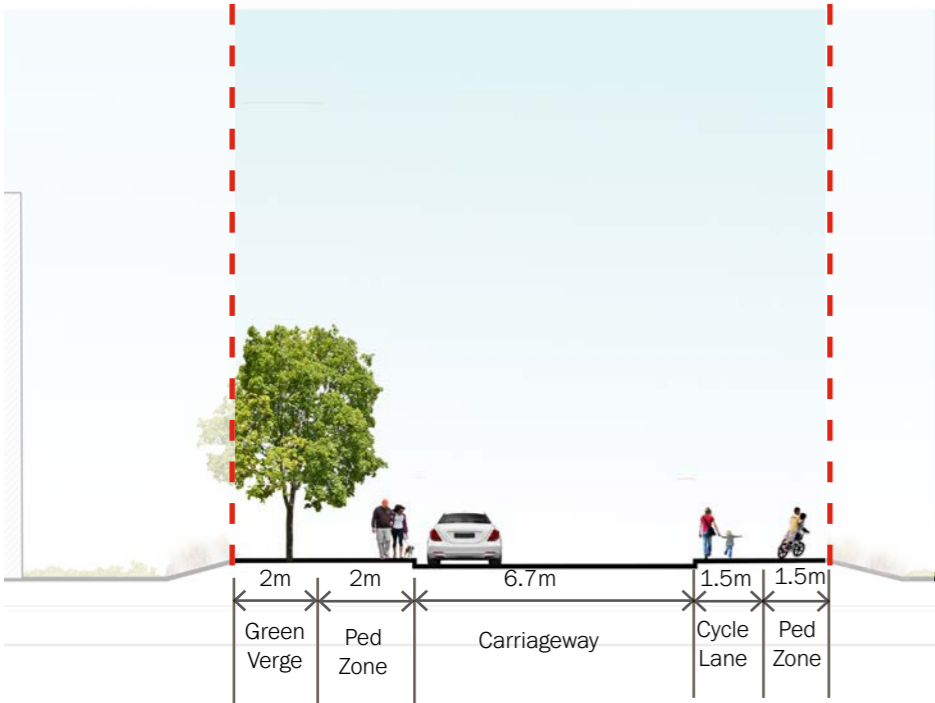 2m 2m 6.7m 1.5m 1.5m
Green
Verge
Ped
Zone
Carriageway
Cycle
Lane
Ped
Zone